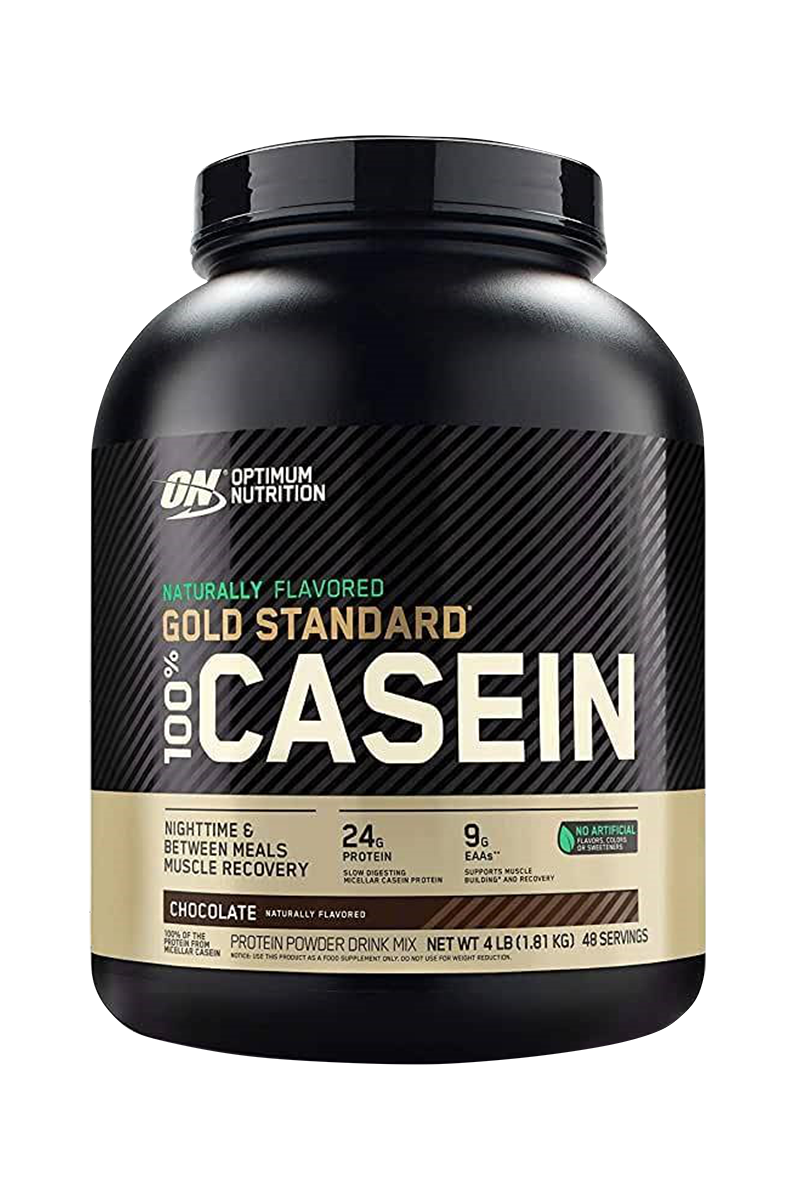 ON® OPTIMUM
NUTRITION
NATURALLY FLAVORED
GOLD STANDARD®
100% CASEIN
NIGHTTIME &
BETWEEN MEALS
MUSCLE RECOVERY
24G
PROTEIN
SLOW DIGESTING
MICELLAR CASEIN PROTEIN
9G
EAAs**
SUPPORTS MUSCLE
BUILDING* AND RECOVERY
NO ARTIFICIAL
FLAVORS, COLORS
OR SWEETENERS
CHOCOLATE NATURALLY FLAVORED
100% OF THE
PROTEIN FROM
MICELLAR CASEIN
PROTEIN POWDER DRINK MIX NET WT 4 LB (1.81 KG) 48 SERVINGS
NOTICE: USE THIS PRODUCT AS A FOOD SUPPLEMENT ONLY. DO NOT USE FOR WEIGHT REDUCTION.